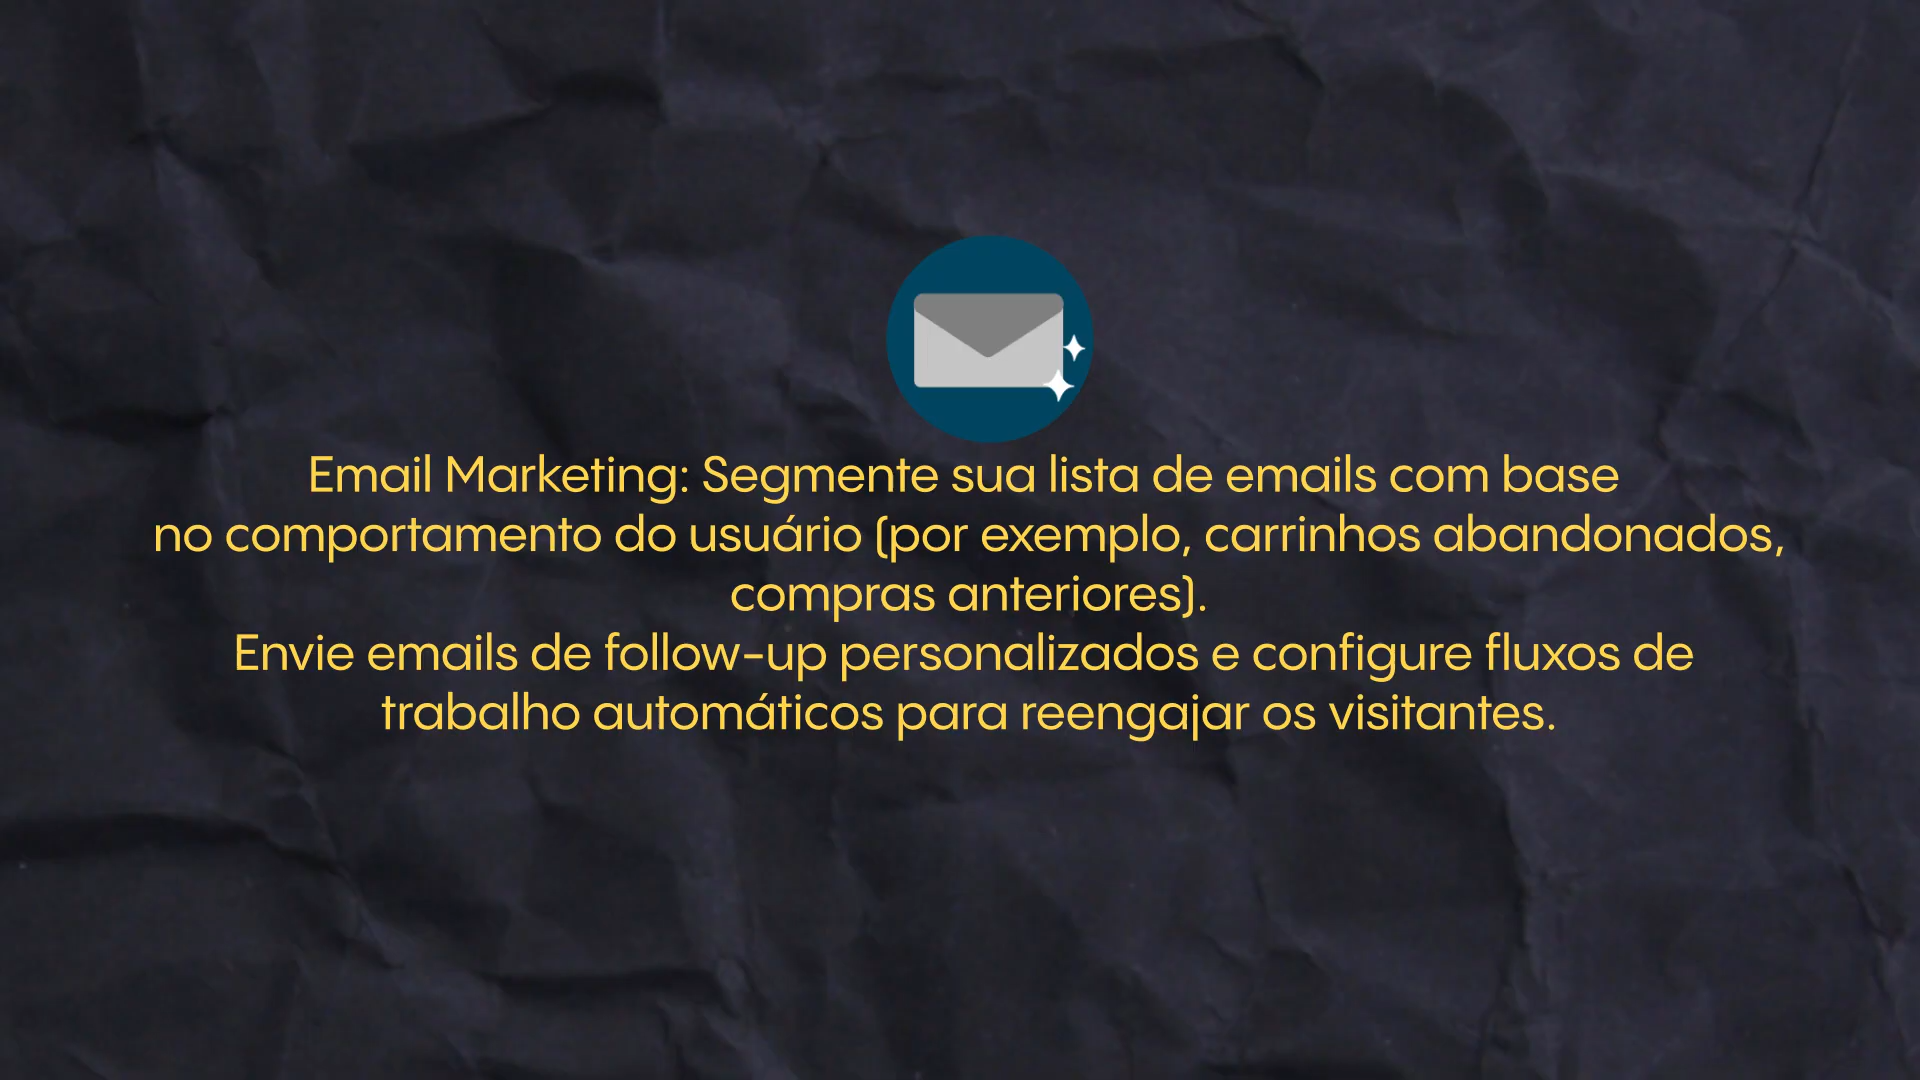 Email Marketing: Segmente sua lista de emails com base
no comportamento do usuário (por exemplo, carrinhos abandonados,
compras anteriores).
Envie emails de follow-up personalizados e configure fluxos de
trabalho automáticos para reengajar os visitantes.